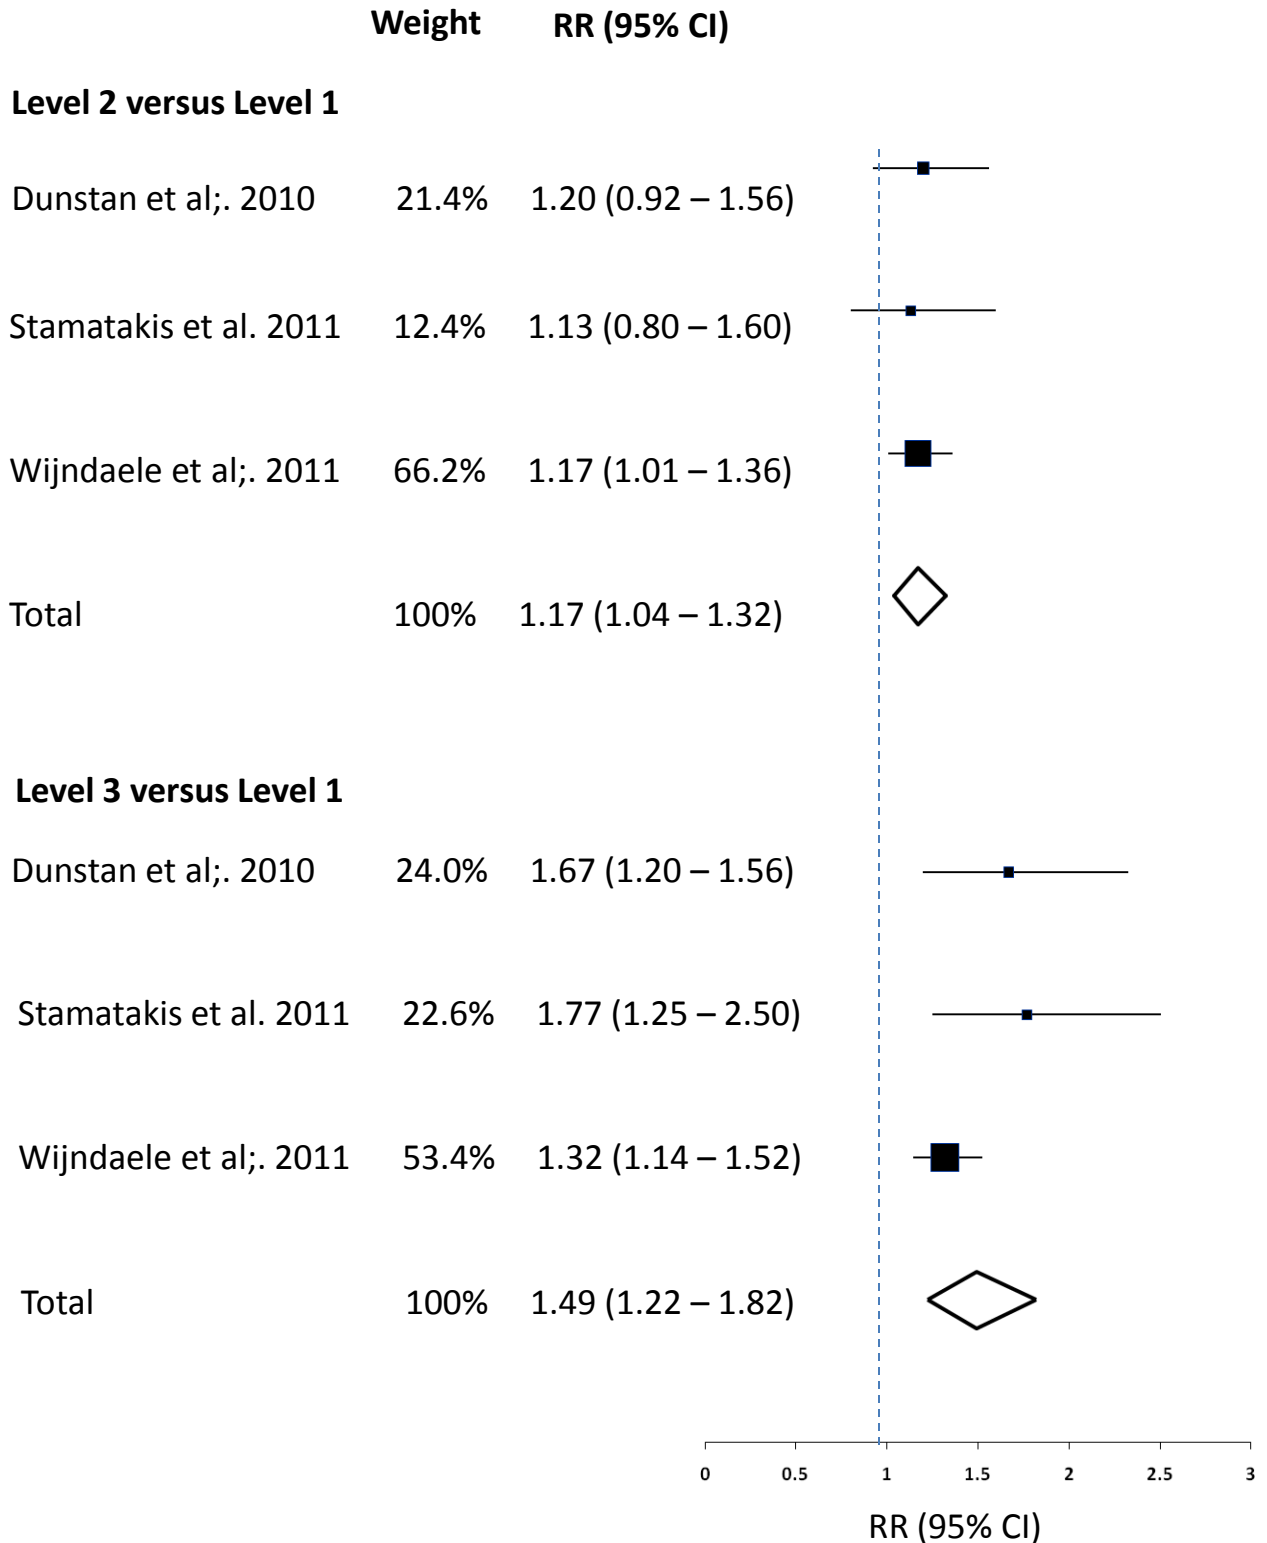 Weight RR (95% CI)
Level 2 versus Level 1
Dunstan et al;. 2010 21.4% 1.20 (0.92 – 1.56)
Stamatakis et al. 2011 12.4% 1.13 (0.80 – 1.60)
Wijndaele et al;. 2011 66.2% 1.17 (1.01 – 1.36)
Total 100% 1.17 (1.04 – 1.32)
Level 3 versus Level 1
Dunstan et al;. 2010 24.0% 1.67 (1.20 – 1.56)
Stamatakis et al. 2011 22.6% 1.77 (1.25 – 2.50)
Wijndaele et al;. 2011 53.4% 1.32 (1.14 – 1.52)
Total 100% 1.49 (1.22 – 1.82)
0 0.5 1 1.5 2 2.5 3
RR (95% CI)